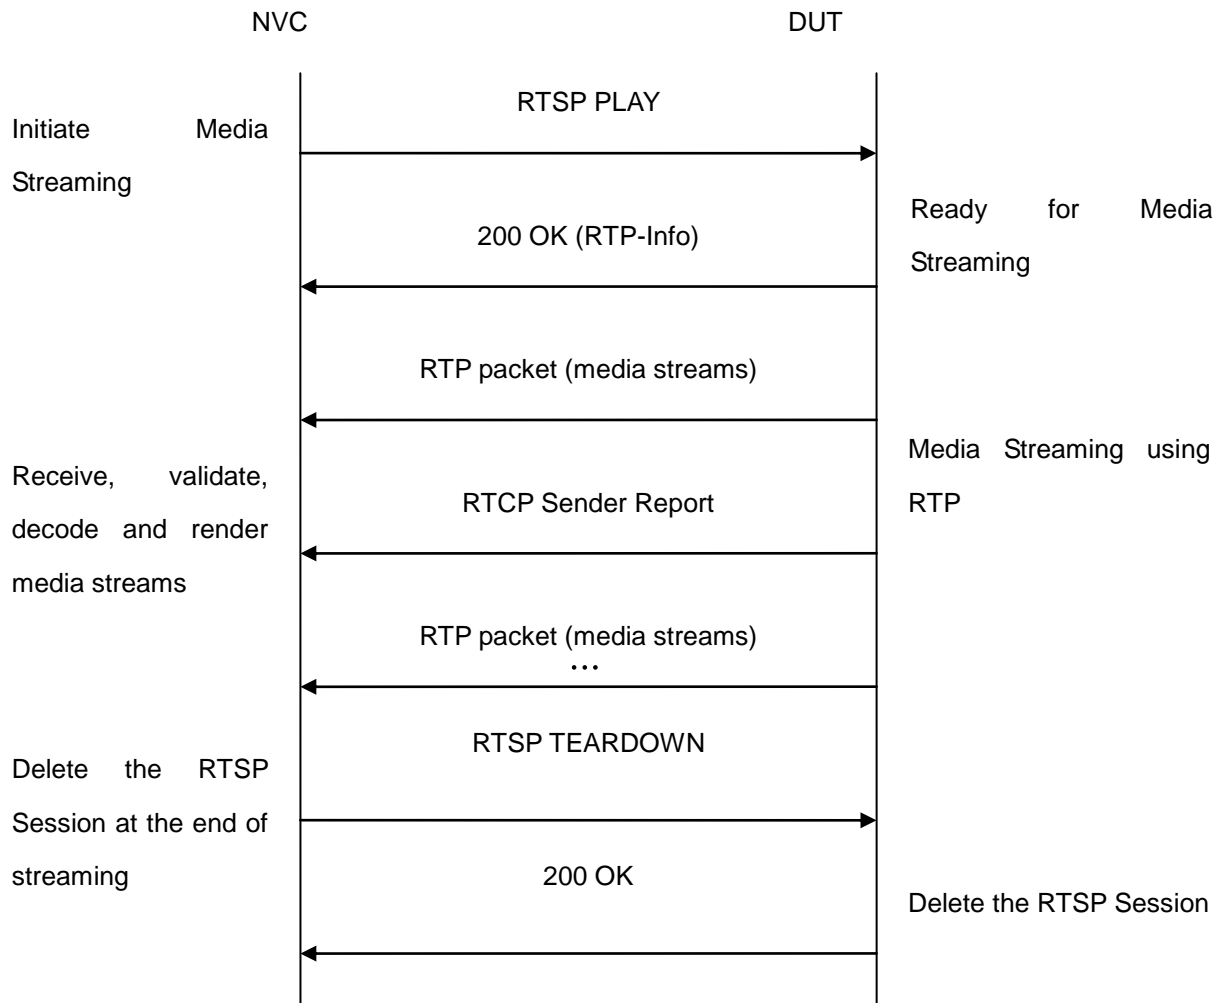 NVC DUT
RTSP PLAY
Initiate Media
Streaming
Ready for Media
Streaming
200 OK (RTP-Info)
RTP packet (media streams)
Media Streaming using
RTP
Receive, validate,
decode and render
media streams
RTCP Sender Report
RTP packet (media streams)
...
RTSP TEARDOWN
Delete the RTSP
Session at the end of
streaming
200 OK
Delete the RTSP Session